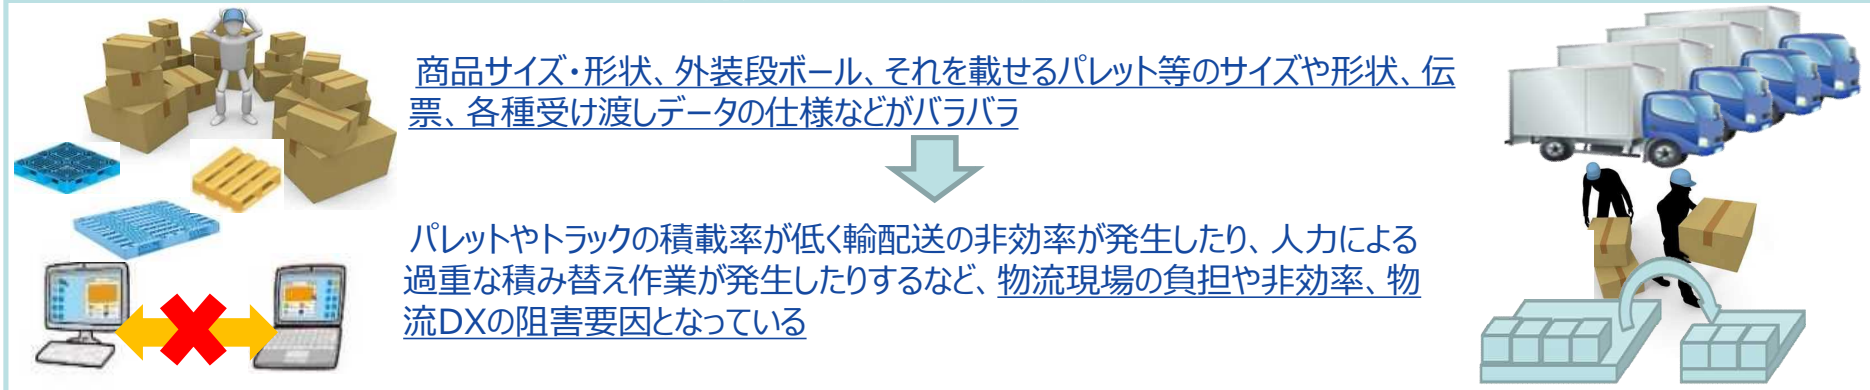 商品サイズ・形状、外装段ボール、それを載せるパレット等のサイズや形状、伝
票、各種受け渡しデータの仕様などがバラバラ
パレットやトラックの積載率が低く輸配送の非効率が発生したり、人力による
過重な積み替え作業が発生したりするなど、物流現場の負担や非効率、物
流DXの阻害要因となっている